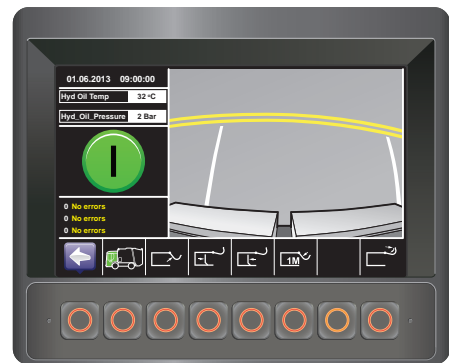 01.06.2013 09:00:00
Hyd Oil Temp 32 ºC
Hyd_Oil_Pressure 2 Bar
I
0 No errors
0 No errors
0 No errors
1M